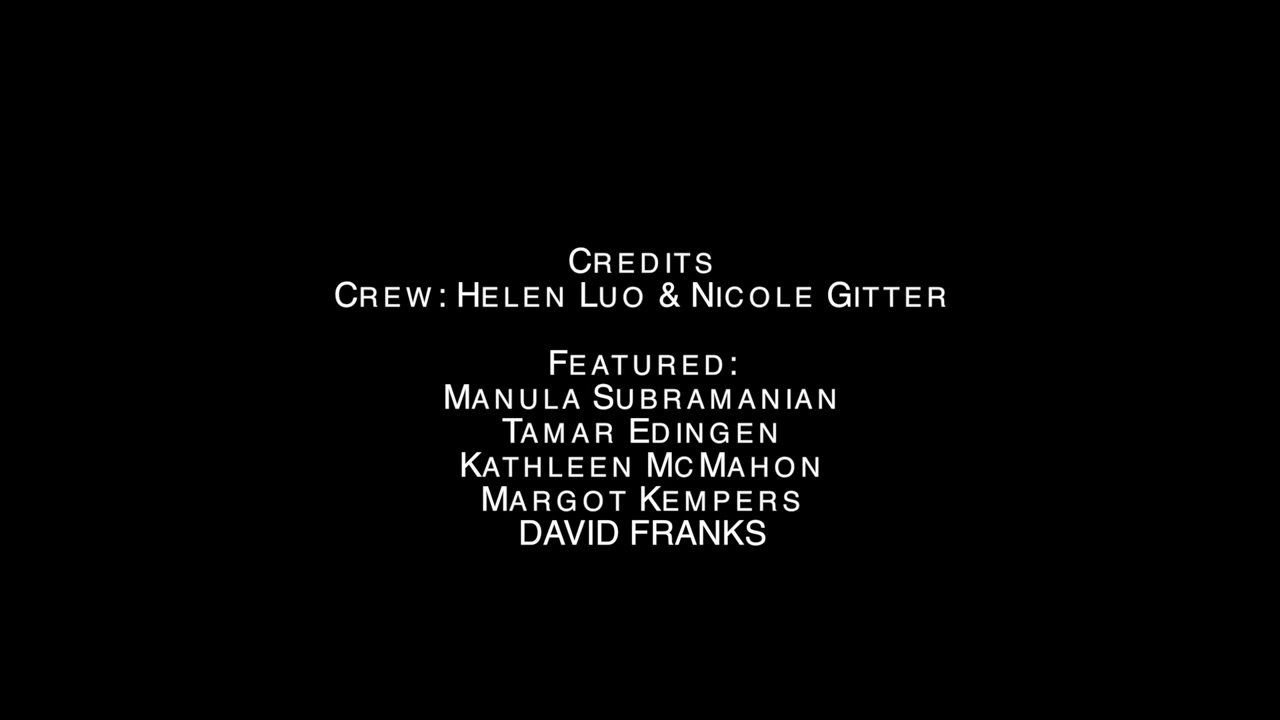 Credits
Crew: Helen Luo & Nicole Gitter
Featured:
Manula Subramanian
Tamar Edingen
Kathleen McMahon
Margot Kempers
DAVID FRANKS